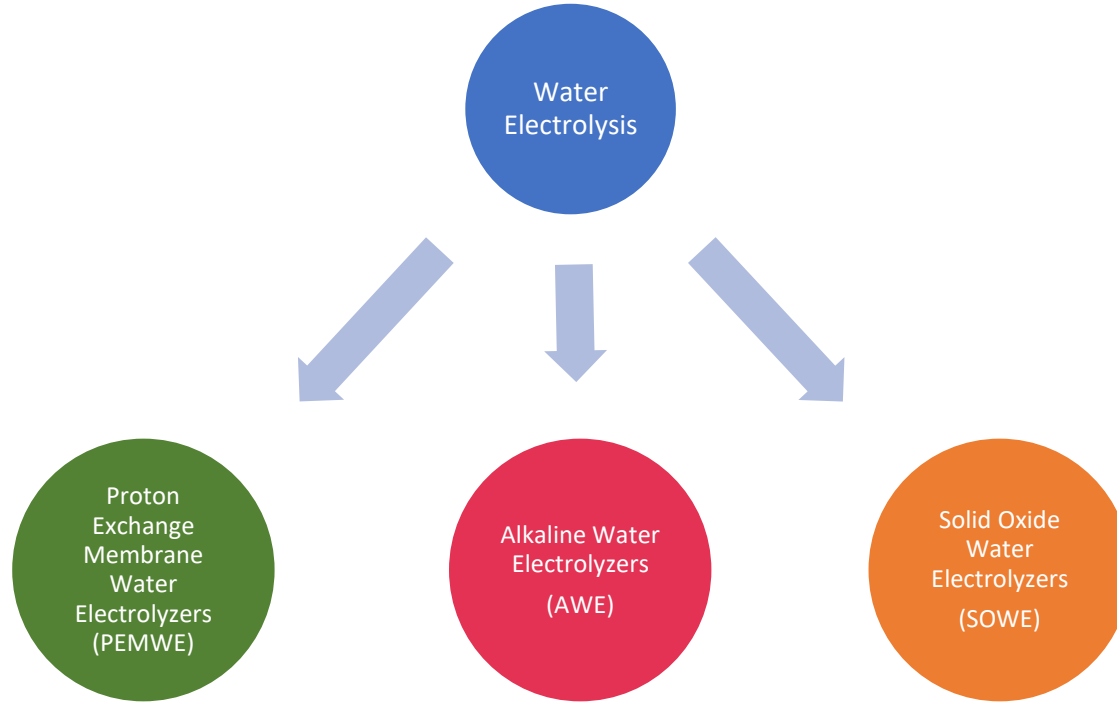 Water
Electrolysis
Proton
Exchange
Membrane
Water
Electrolyzers
(PEMWE)
Alkaline Water
Electrolyzers
(AWE)
Solid Oxide
Water
Electrolyzers
(SOWE)